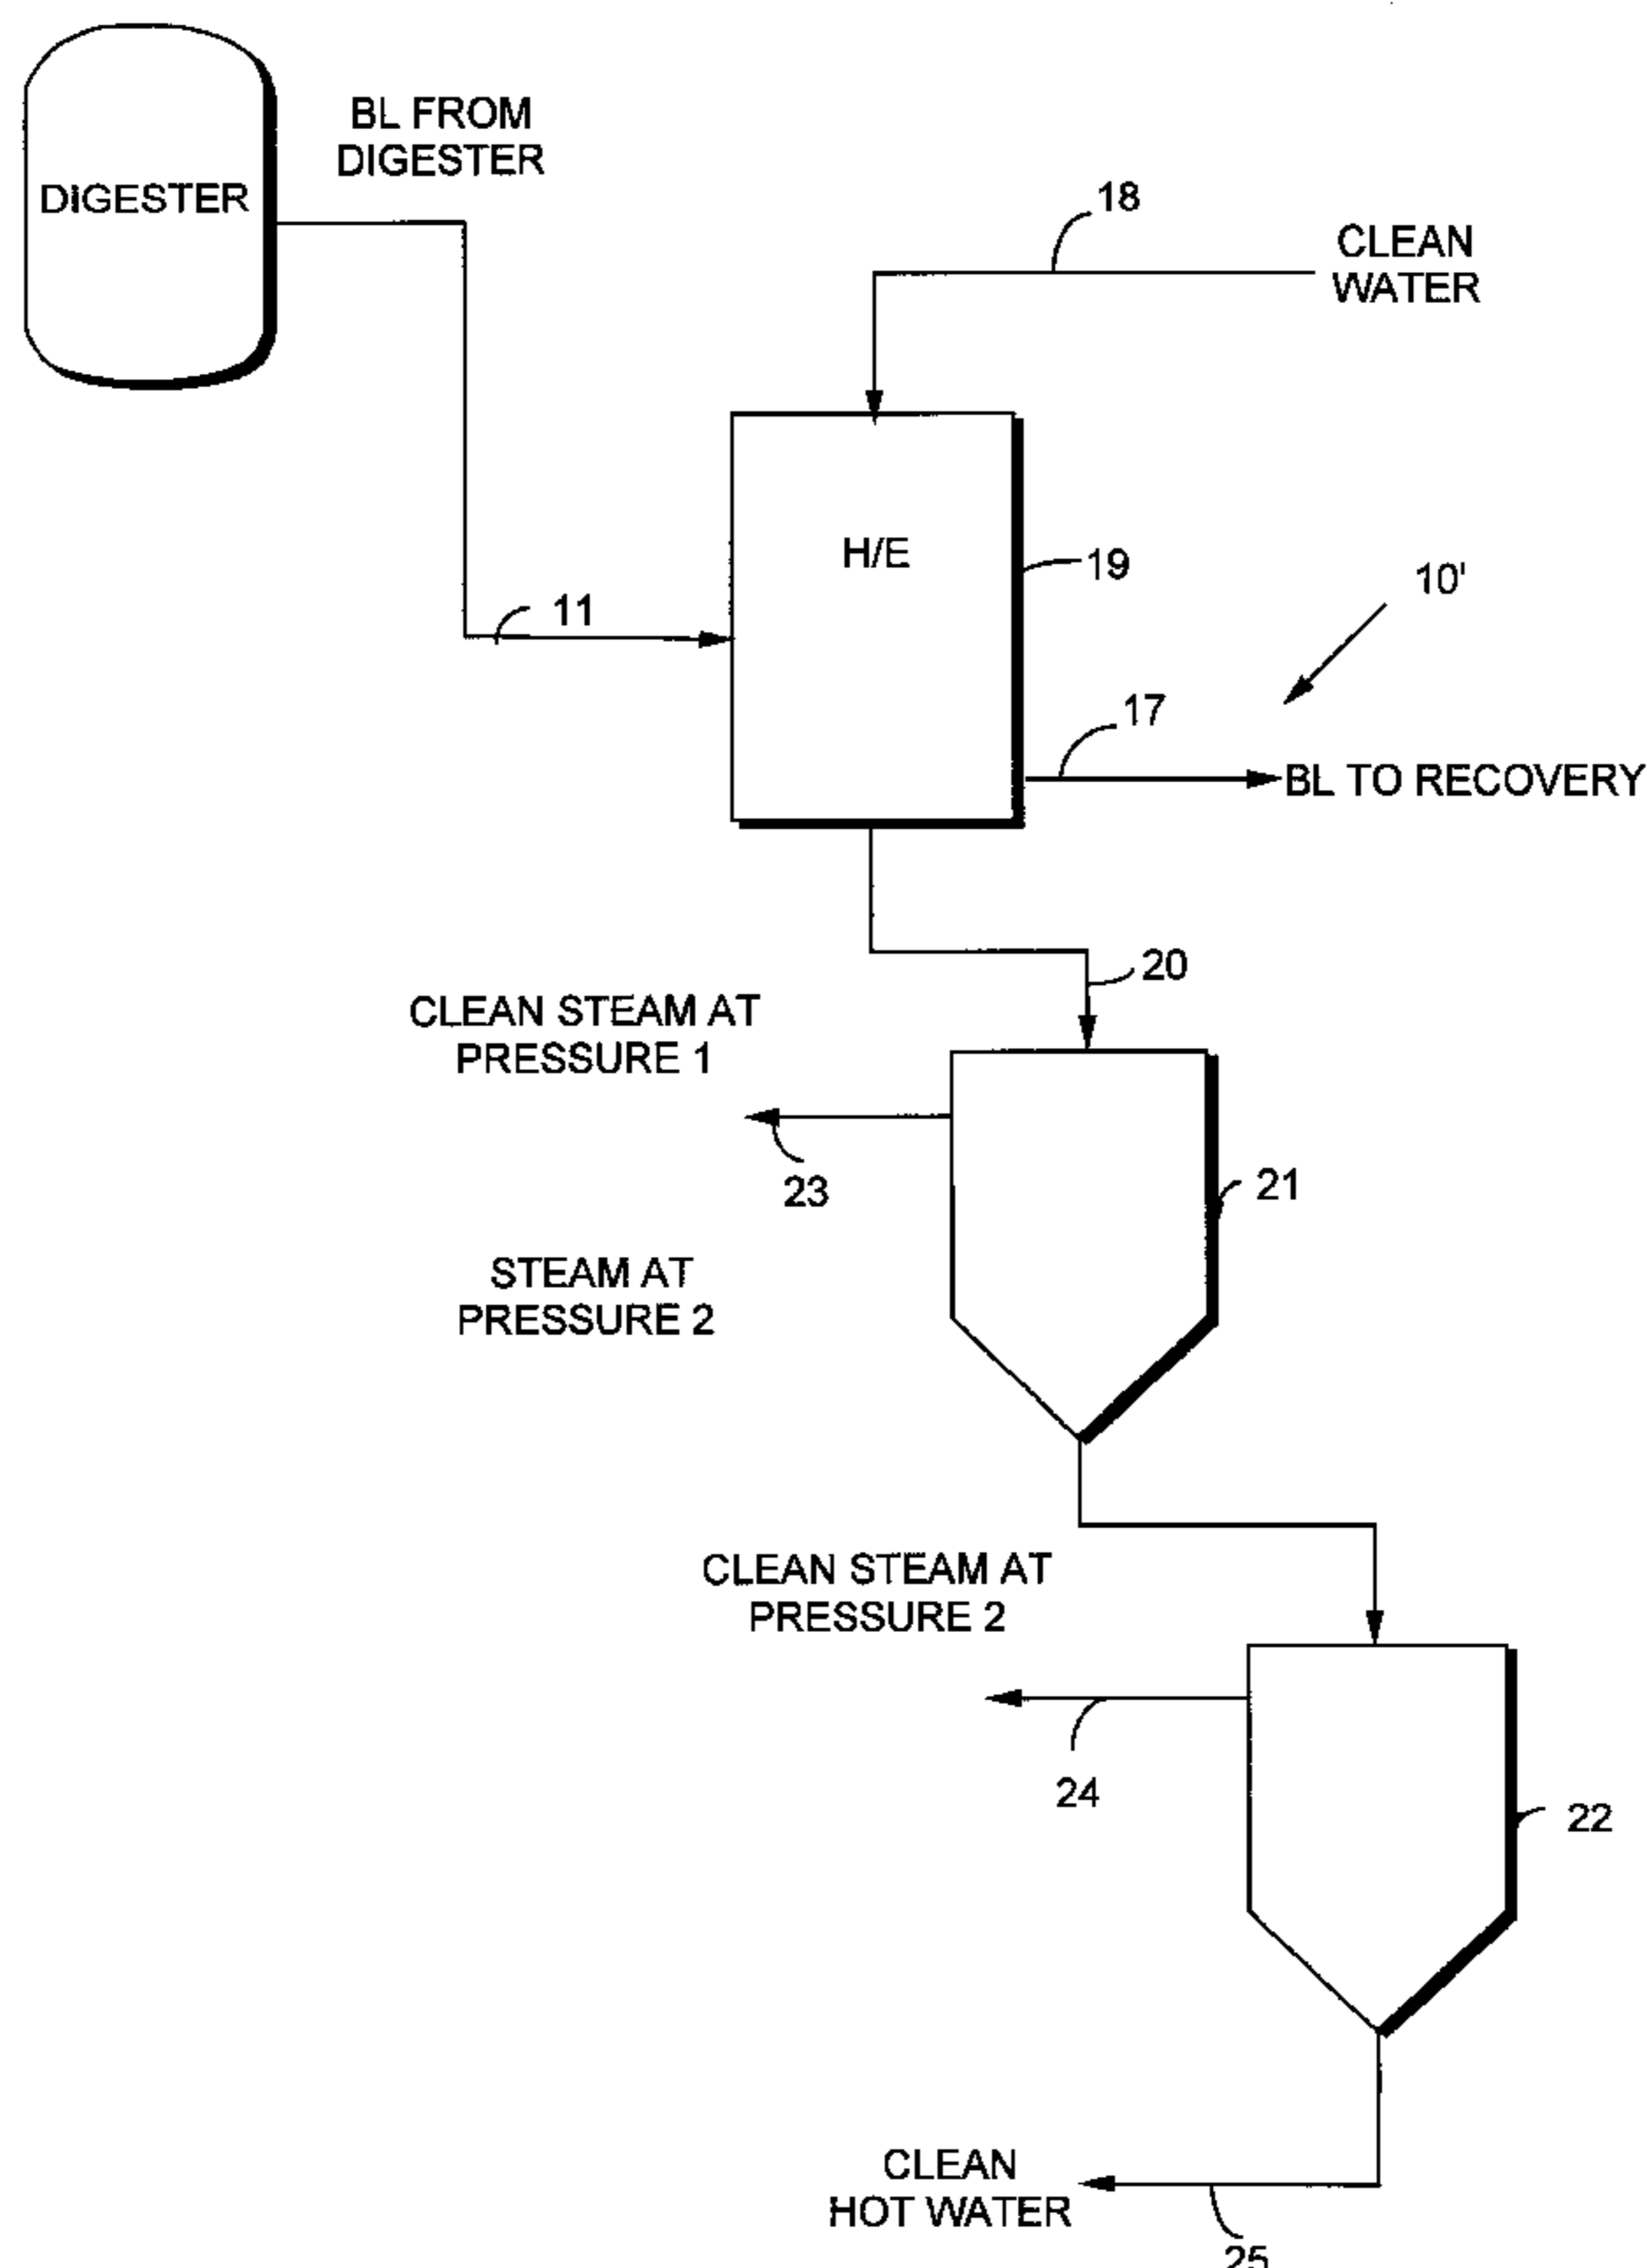 BL FROM
DIGESTER
DIGESTER
18
CLEAN
WATER
H/E
19
10'
11
17
BL TO RECOVERY
20
CLEAN STEAM AT
PRESSURE 1
23
21
STEAM AT
PRESSURE 2
CLEAN STEAM AT
PRESSURE 2
24
22
CLEAN
HOT WATER
25